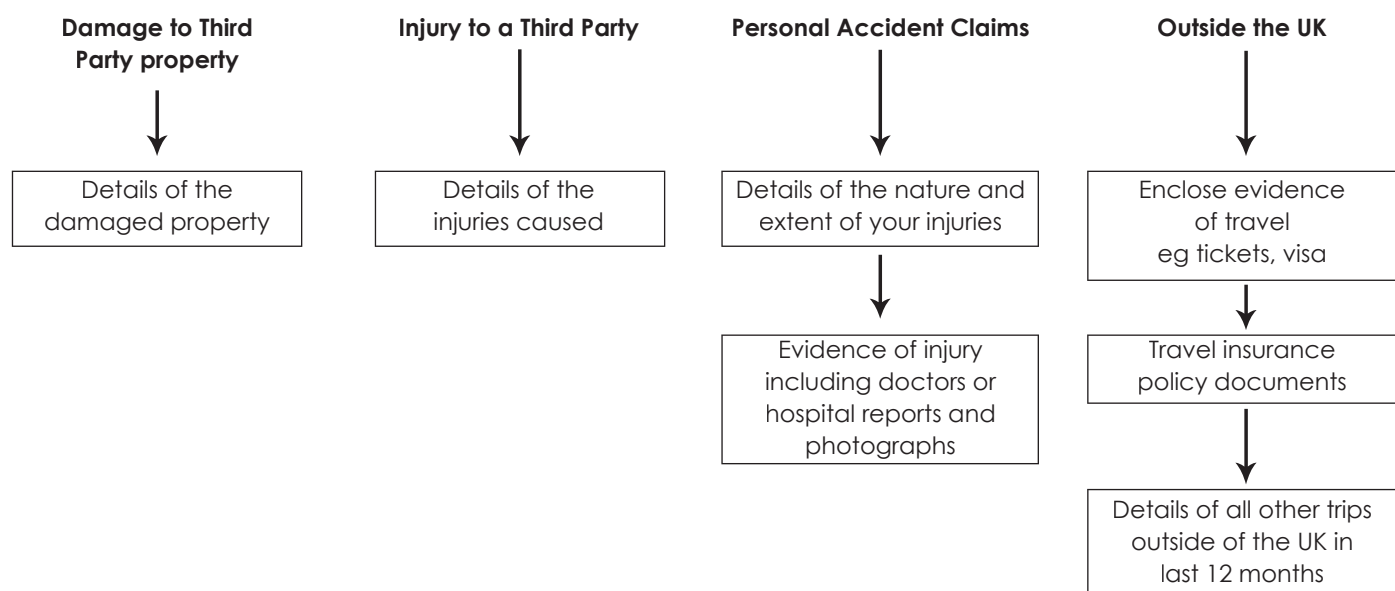 Damage to Third
Party property
Details of the
damaged property
Injury to a Third Party
Details of the
injuries caused
Personal Accident Claims
Details of the nature and
extent of your injuries
Evidence of injury
including doctors or
hospital reports and
photographs
Outside the UK
Enclose evidence
of travel
eg tickets, visa
Travel insurance
policy documents
Details of all other trips
outside of the UK in
last 12 months